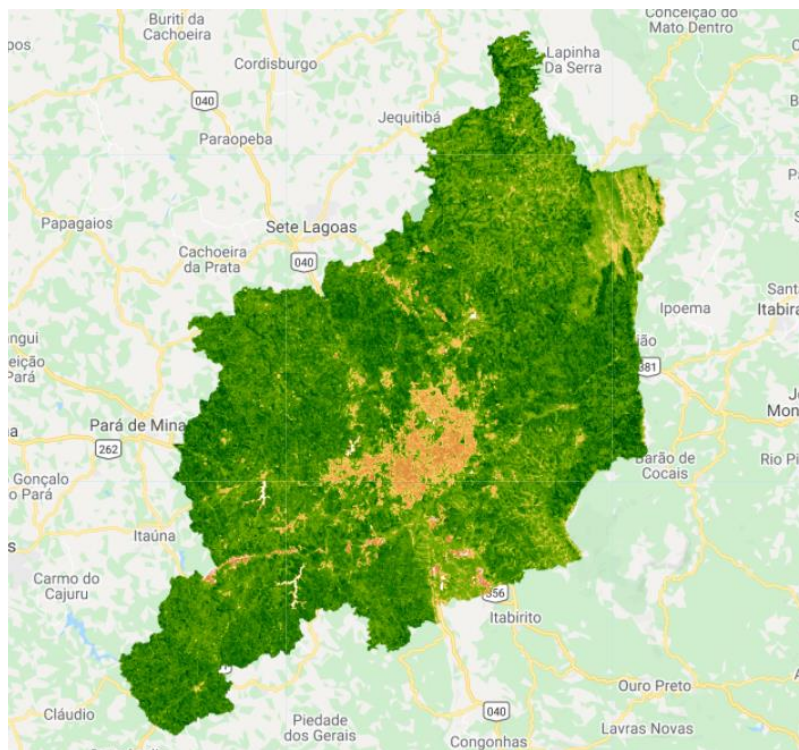 Buriti da
Cachoeira
Conceição do
Mato Dentro
Lapinha
Da Serra
Cordisburgo
040
Jequitibá
Paraopeba
Papagaios
Sete Lagoas
Cachoeira
da Prata
040
Ipoema
Itabira
381
Pará de Mina
262
Barão de
Cocais
Rio Pi
o Gonçalo
o Pará
Itaúna
Carmo do
Cajuru
356
Itabirito
Ouro Preto
Cláudio
040
Piedade
dos Gerais
Congonhas
Lavras Novas